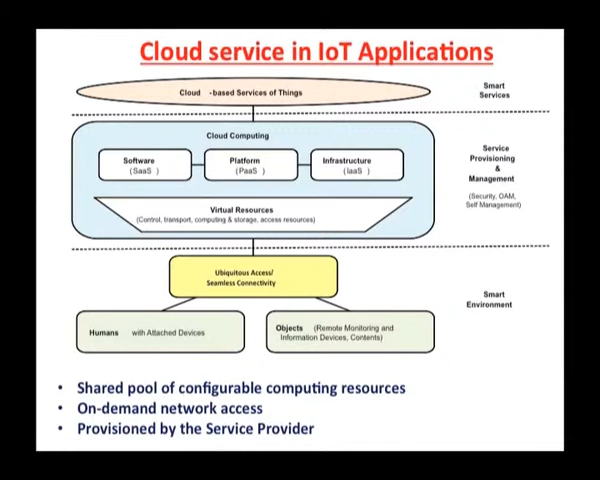 Cloud service in IoT Applications
Cloud -based Services of Things
Smart
Services
Cloud Computing
Software
(SaaS )
Platform
(PaaS )
Infrastructure
(IaaS )
Service
Provisioning
&
Management
(Security, OAM,
Self Management)
Virtual Resources
(Control, transport, computing & storage, access resources)
Ubiquitous Access/
Seamless Connectivity
Smart
Environment
Humans with Attached Devices
Objects (Remote Monitoring and
Information Devices, Contents)
• Shared pool of configurable computing resources
• On-demand network access
• Provisioned by the Service Provider